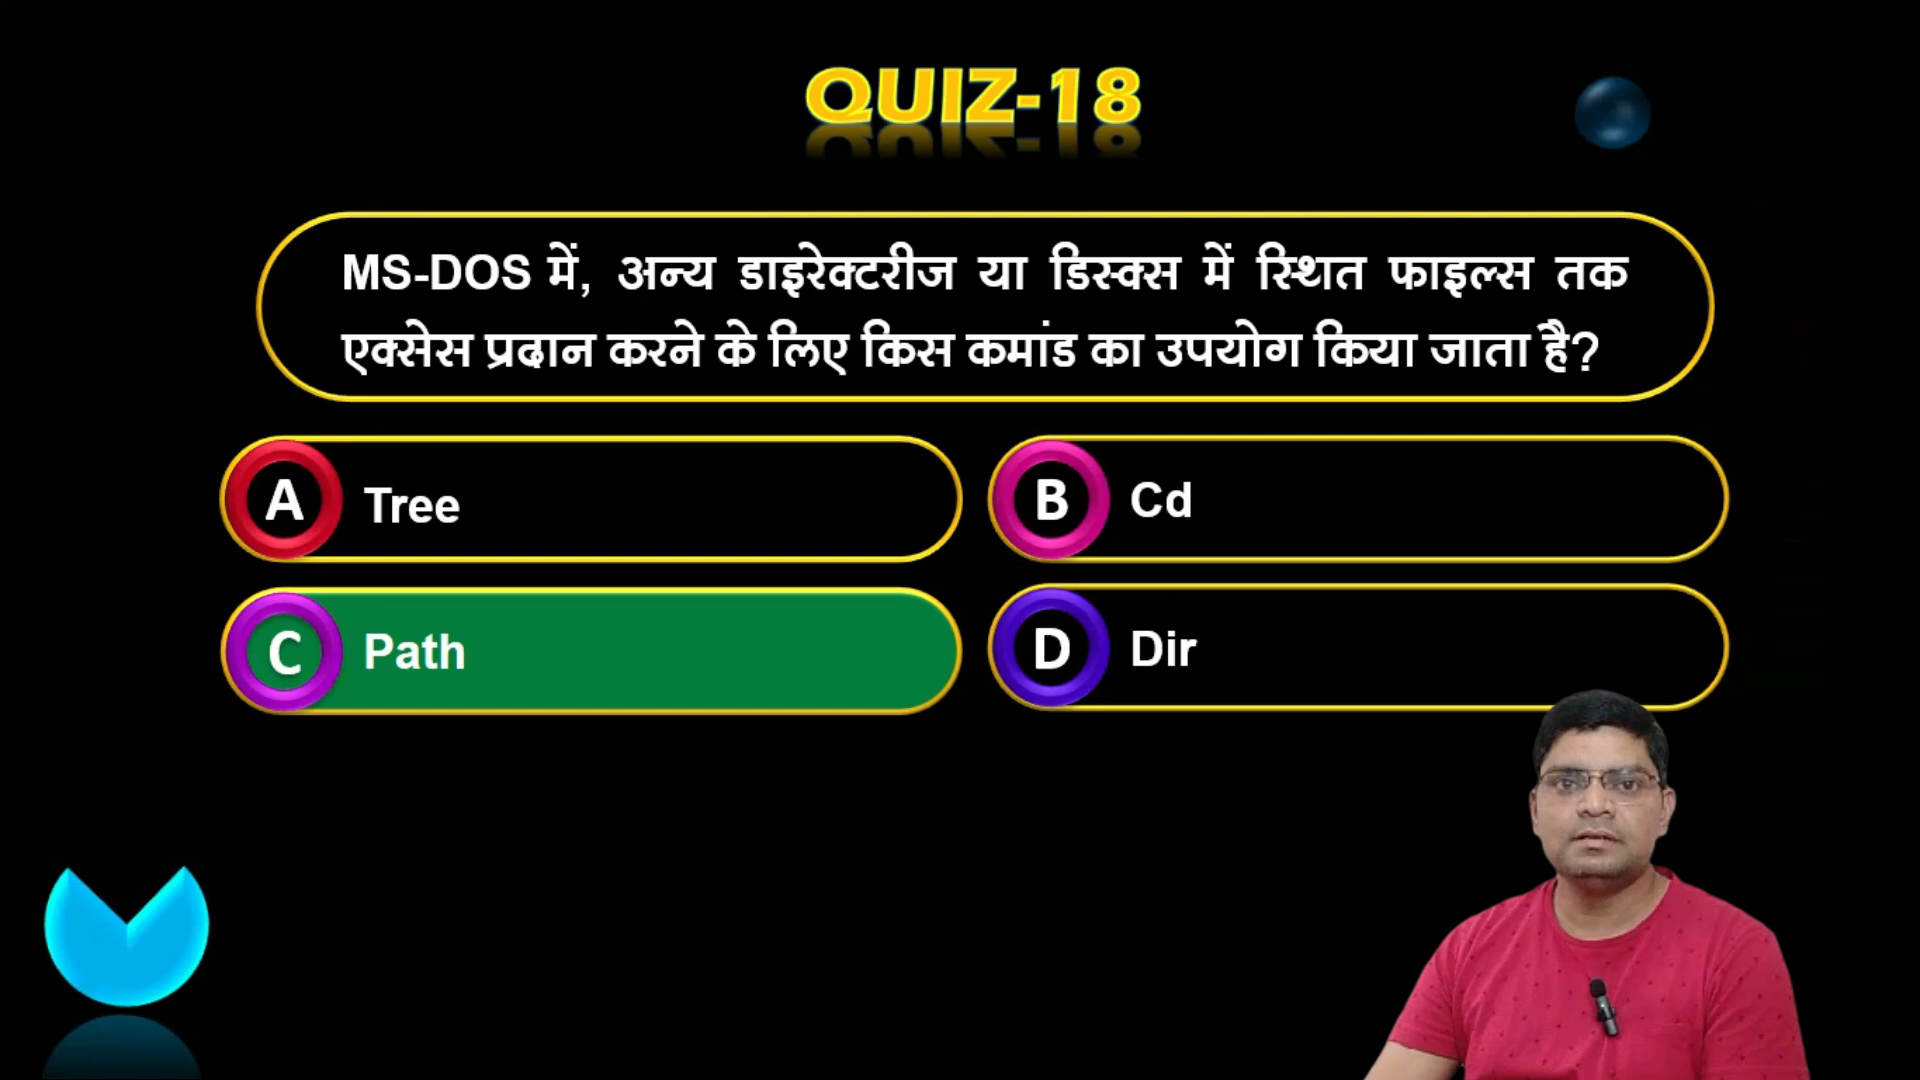 QUIZ-18
MS-DOS में, अन्य डाइरेक्टरीज या डिस्क्स में स्थित फाइल्स तक
एक्सेस प्रदान करने के लिए किस कमांड का उपयोग किया जाता है?
A Tree
B Cd
C Path
D Dir